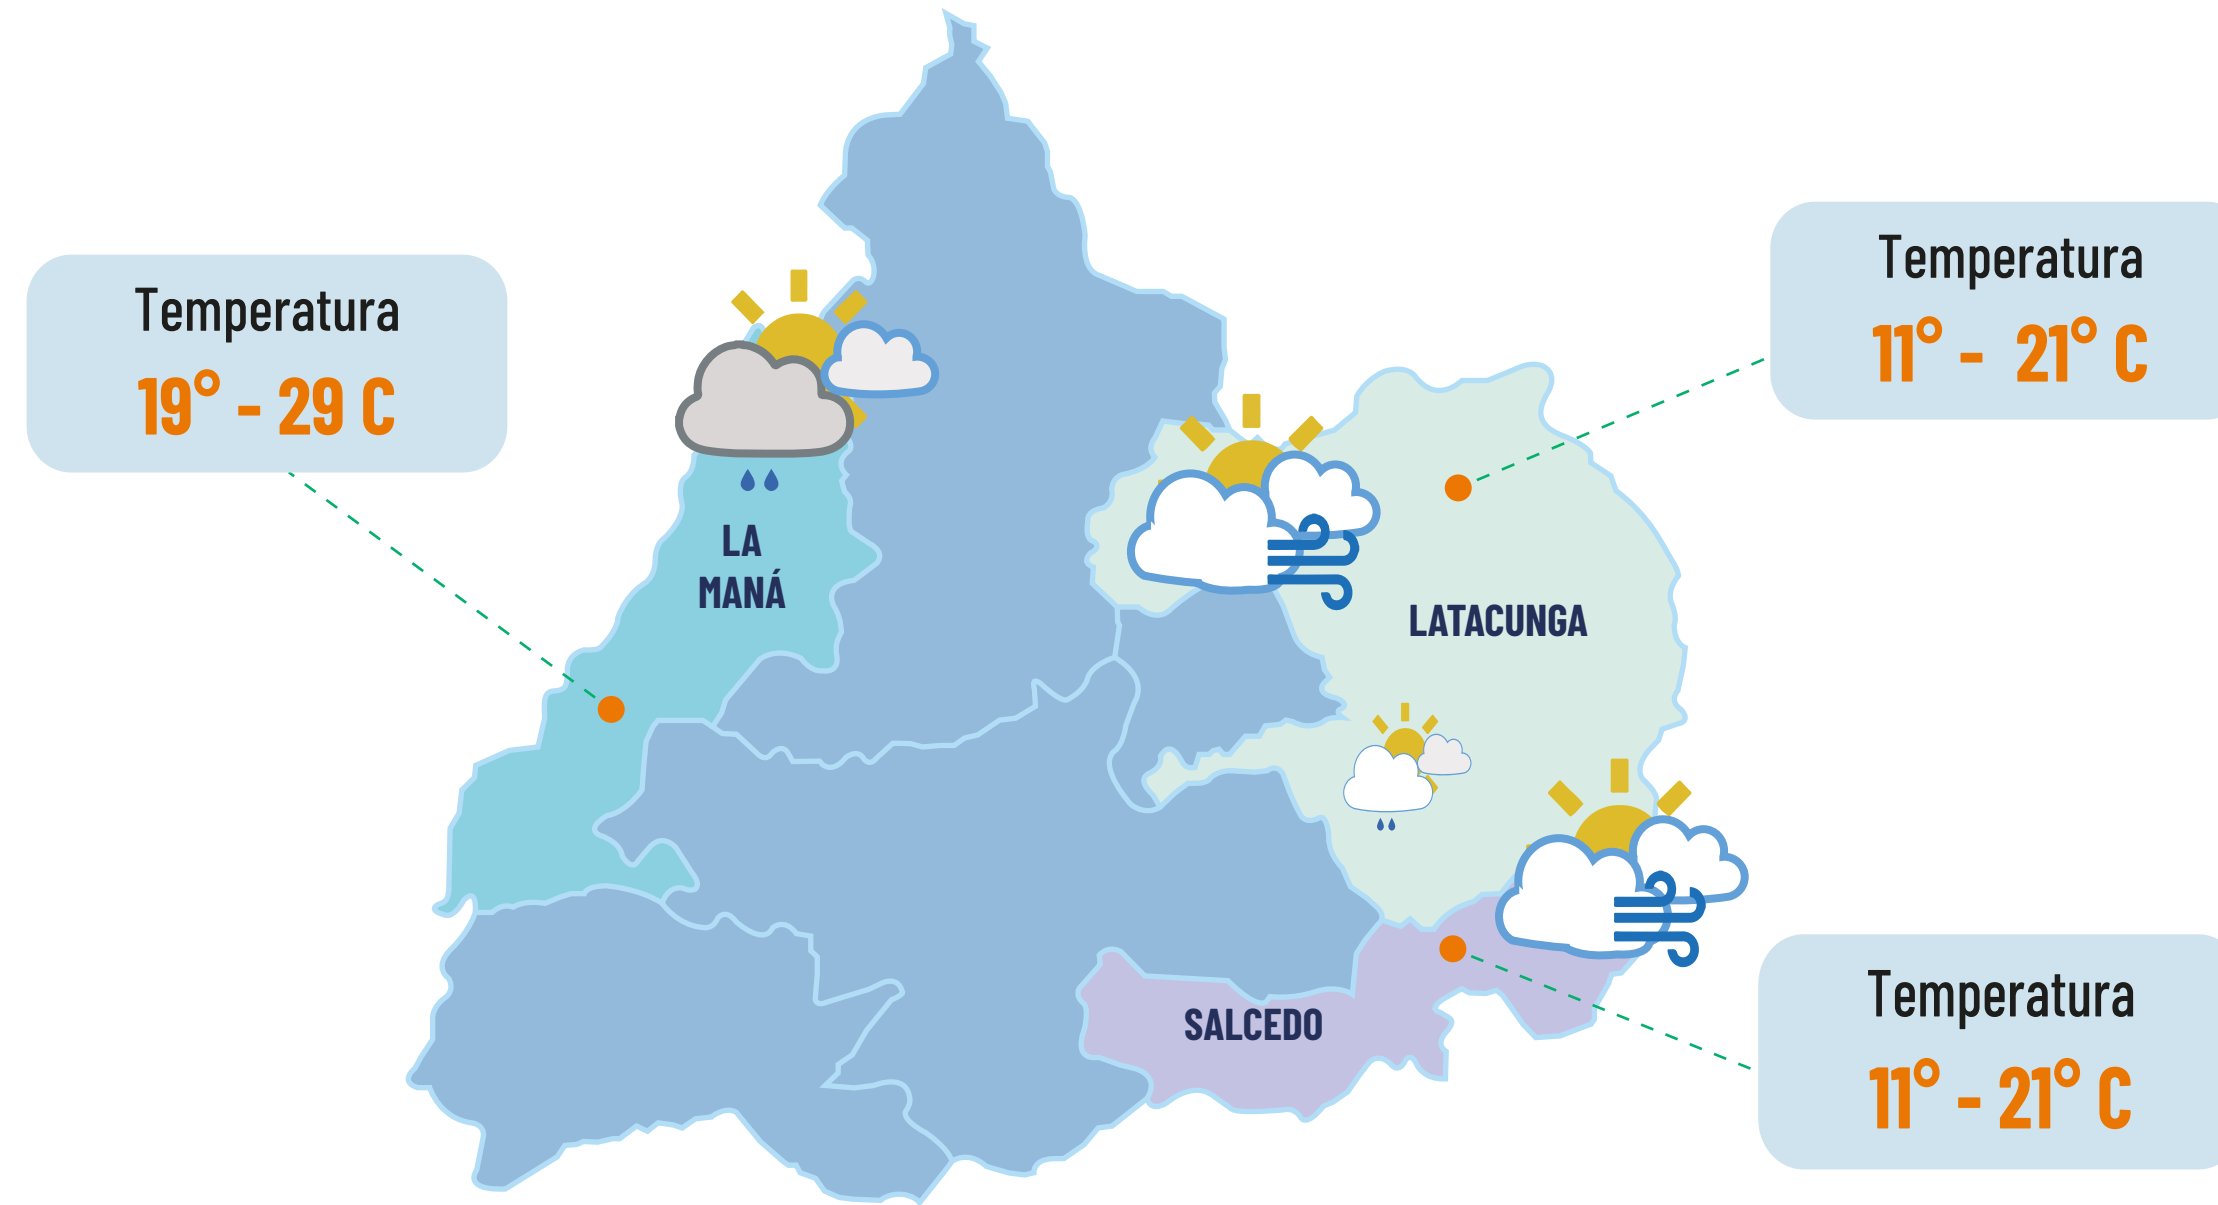 Temperatura
11° - 21° C
Temperatura
19° - 29 C
LA
MANÁ
LATACUNGA
Temperatura
11° - 21° C
SALCEDO